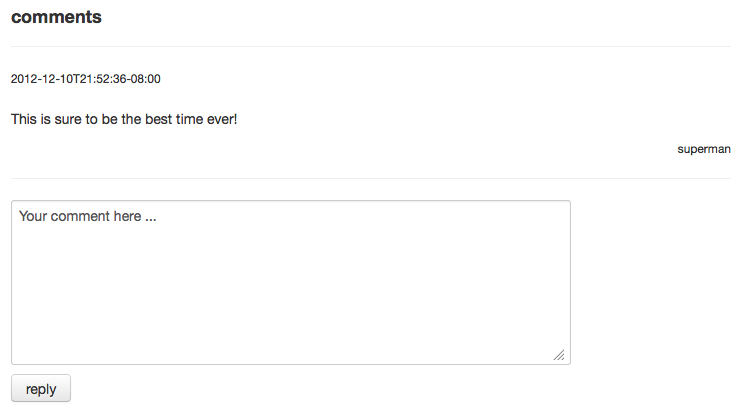 comments
2012-12-10T21:52:36-08:00
This is sure to be the best time ever!
superman
Your comment here ...
reply